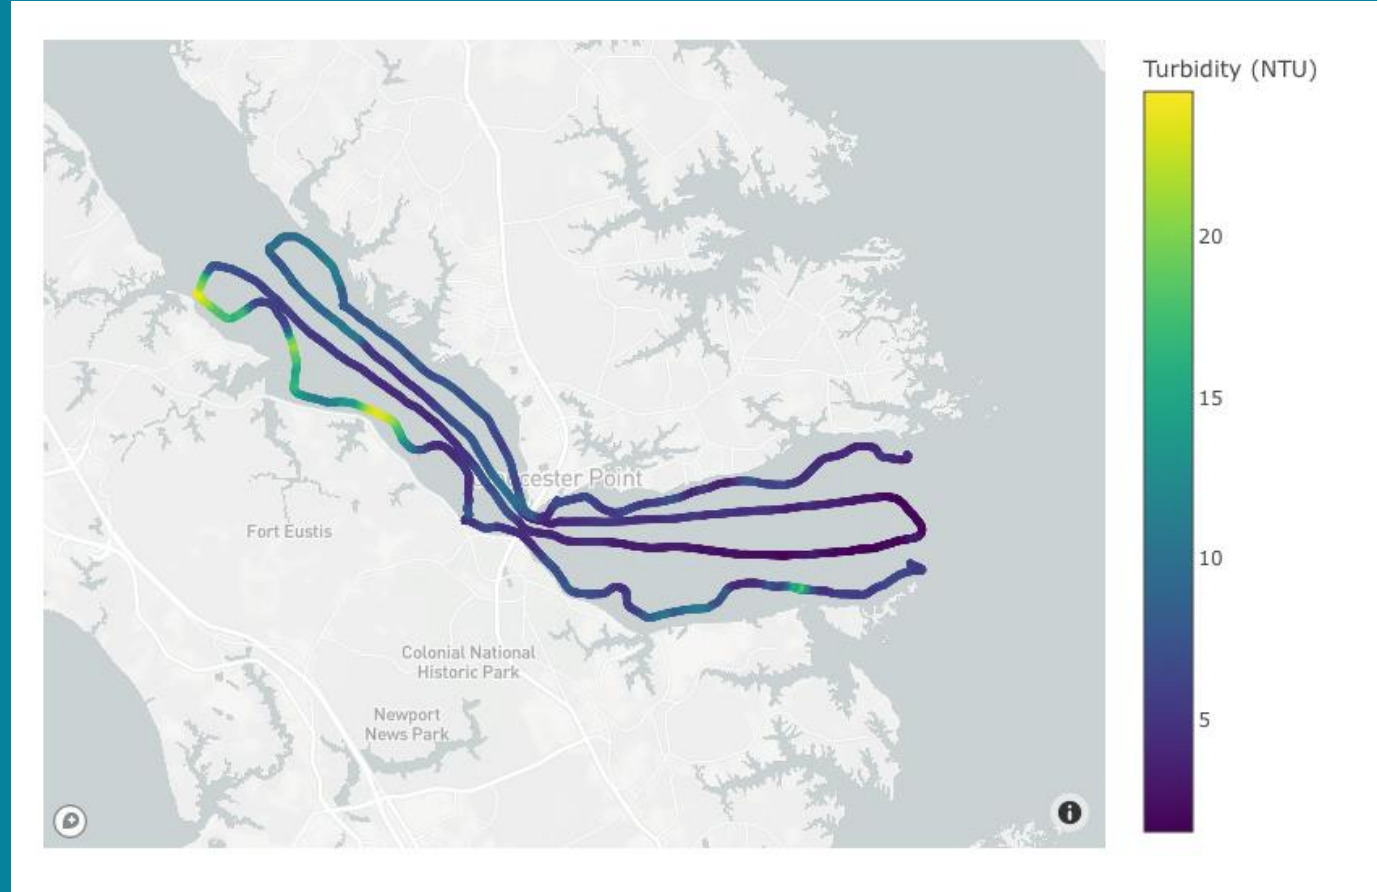 Turbidity (NTU)
20
15
10
5
cester Point
Fort Eustis
Colonial National
Historic Park
Newport
News Park